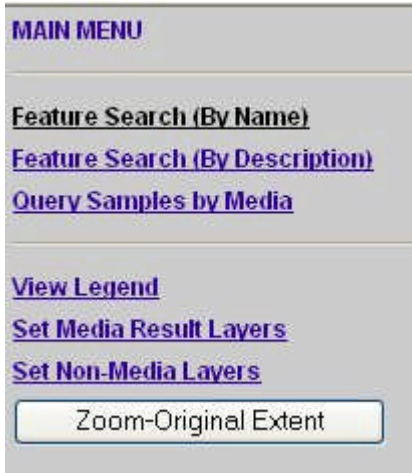 MAIN MENU
Feature Search (By Name)
Feature Search (By Description)
Query Samples by Media
View Legend
Set Media Result Layers
Set Non-Media Layers
Zoom-Original Extent